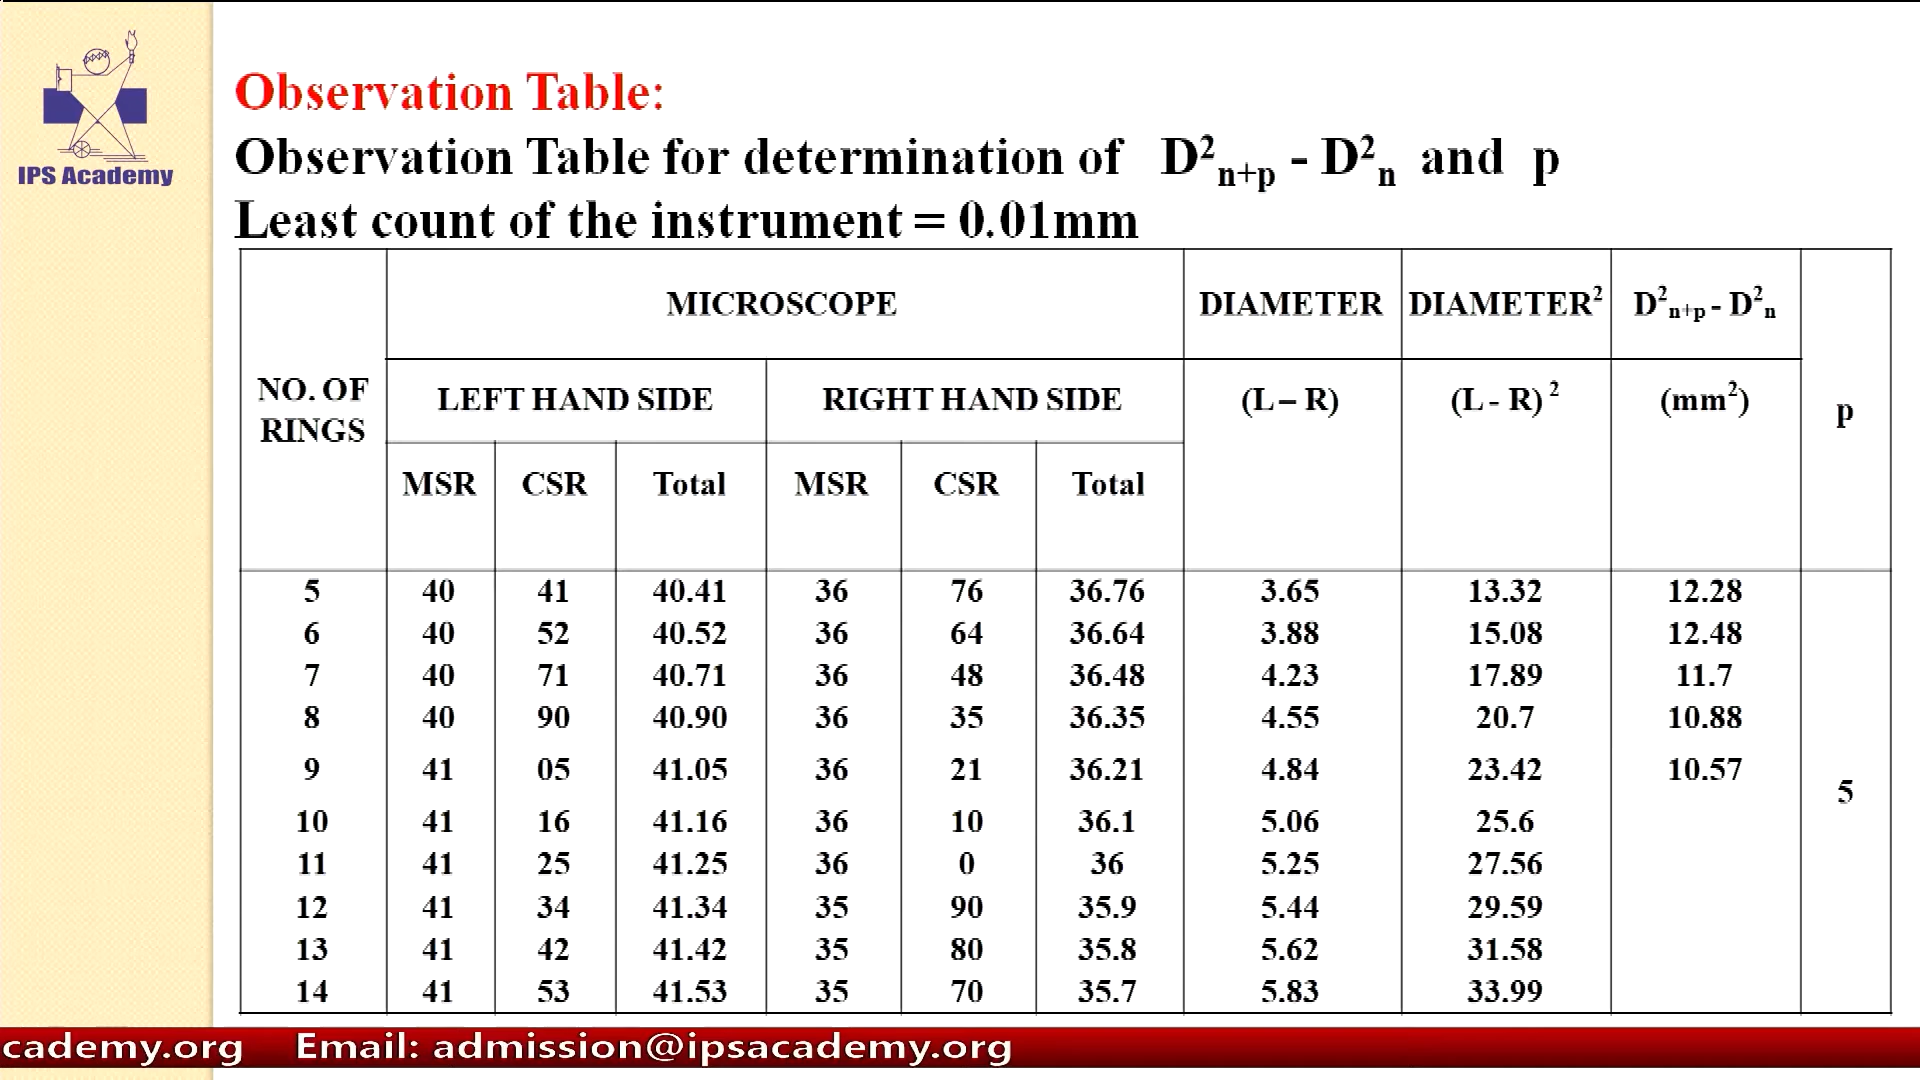 IPS Academy
Observation Table:
Observation Table for determination of D²ₙ₊ₚ - D²ₙ and p
Least count of the instrument = 0.01mm
NO. OF RINGS MICROSCOPE DIAMETER DIAMETER² D²ₙ₊ₚ - D²ₙ p
LEFT HAND SIDE RIGHT HAND SIDE (L – R) (L - R) ² (mm²)
MSR CSR Total MSR CSR Total
5 40 41 40.41 36 76 36.76 3.65 13.32 12.28
6 40 52 40.52 36 64 36.64 3.88 15.08 12.48
7 40 71 40.71 36 48 36.48 4.23 17.89 11.7
8 40 90 40.90 36 35 36.35 4.55 20.7 10.88
9 41 05 41.05 36 21 36.21 4.84 23.42 10.57
5
10 41 16 41.16 36 10 36.1 5.06 25.6
11 41 25 41.25 36 0 36 5.25 27.56
12 41 34 41.34 35 90 35.9 5.44 29.59
13 41 42 41.42 35 80 35.8 5.62 31.58
14 41 53 41.53 35 70 35.7 5.83 33.99
cademy.org Email: admission@ipsacademy.org